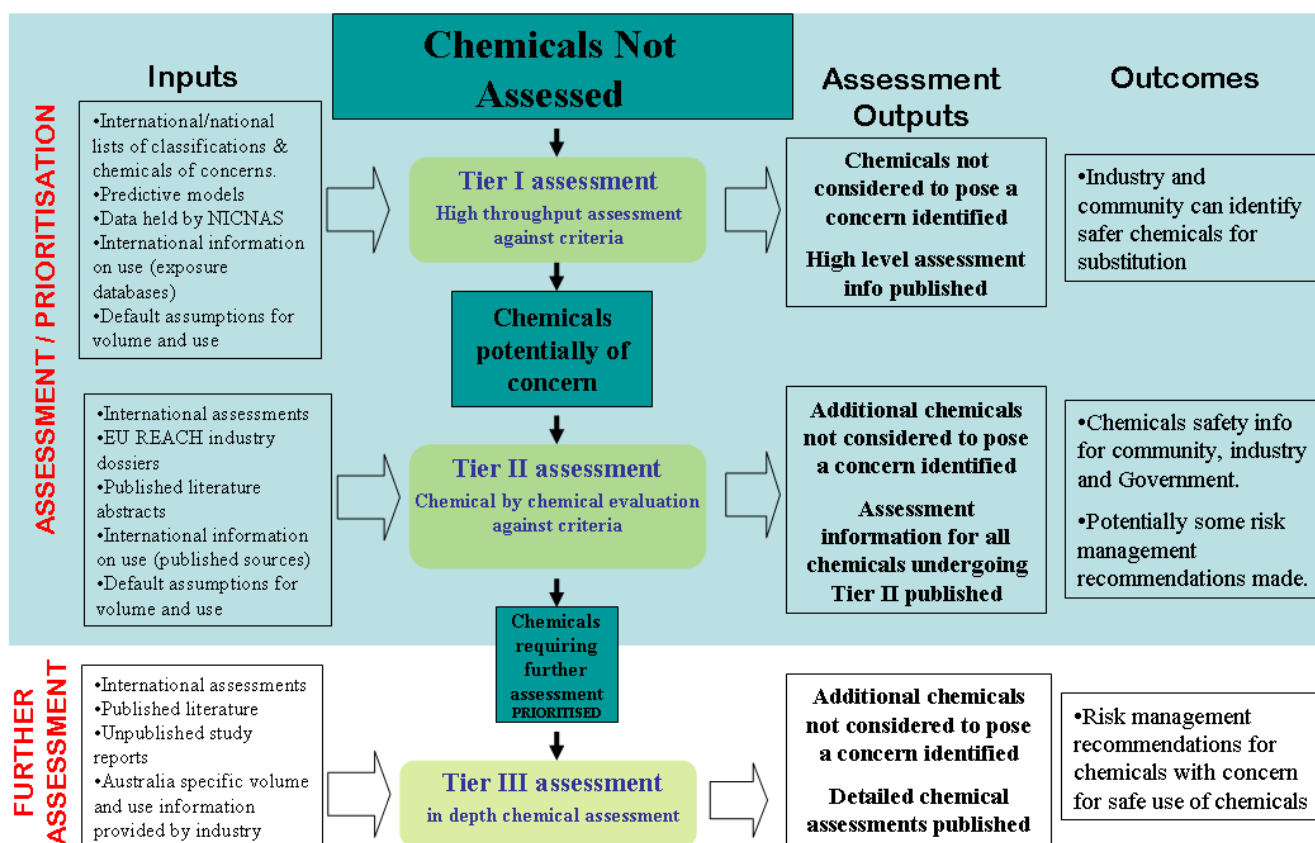 Chemicals Not
Assessed
Inputs
Assessment
Outputs
Outcomes
ASSESSMENT / PRIORITISATION
•International/national
lists of classifications &
chemicals of concerns.
•Predictive models
•Data held by NICNAS
•International information
on use (exposure
databases)
•Default assumptions for
volume and use
Tier I assessment
High throughput assessment
against criteria
Chemicals not
considered to pose a
concern identified
High level assessment
info published
•Industry and
community can identify
safer chemicals for
substitution
Chemicals
potentially of
concern
•International assessments
•EU REACH industry
dossiers
•Published literature
abstracts
•International information
on use (published sources)
•Default assumptions for
volume and use
Tier II assessment
Chemical by chemical evaluation
against criteria
Additional chemicals
not considered to pose
a concern identified
Assessment
information for all
chemicals undergoing
Tier II published
•Chemicals safety info
for community, industry
and Government.
•Potentially some risk
management
recommendations made.
Chemicals
requiring
further
assessment
PRIORITISED
FURTHER
ASSESSMENT
•International assessments
•Published literature
•Unpublished study
reports
•Australia specific volume
and use information
provided by industry
Tier III assessment
in depth chemical assessment
Additional chemicals
not considered to pose
a concern identified
Detailed chemical
assessments published
•Risk management
recommendations for
chemicals with concern
for safe use of chemicals